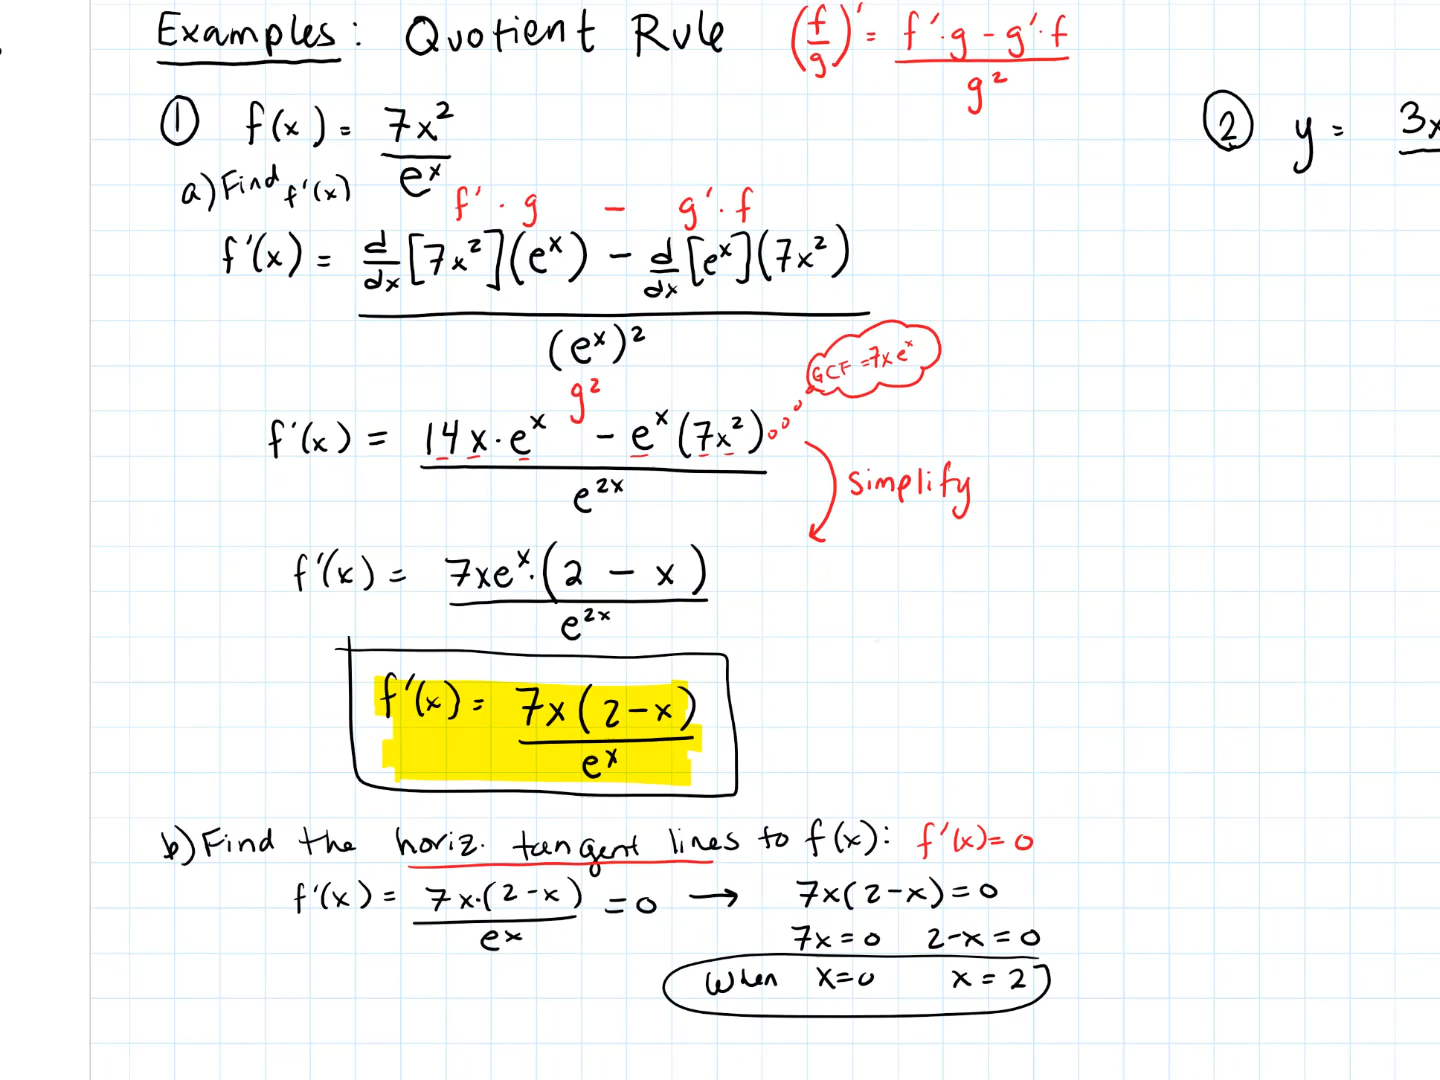 Examples: Quotient Rule (f/g)' = (f'·g - g'·f)/g²
① f(x) = 7x²/eˣ
② y = 3x
a) Find f'(x)
f'·g - g'·f
f'(x) = (d/dx[7x²](eˣ) - d/dx[eˣ](7x²))/(eˣ)²
g²
GCF = 7xeˣ
f'(x) = (14x·eˣ - eˣ(7x²))/e²ˣ
simplify
f'(x) = 7xeˣ·(2 - x)/e²ˣ
f'(x) = 7x(2-x)/eˣ
b) Find the horiz. tangent lines to f(x): f'(x)=0
f'(x) = 7x·(2-x)/eˣ = 0 → 7x(2-x)=0
7x=0 2-x=0
when x=0 x=2